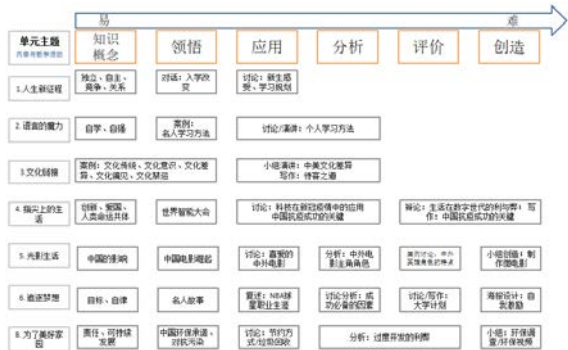 易 难
单元主题
内容与教学活动
知识
概念
领悟
应用
分析
评价
创造
1.人生新征程
独立、自主、
竞争、关系
对话：入学改
变
讨论：新生感
受、学习规划
2.语言的魔力
自学、自强
案例：
名人学习方法
讨论/演讲：个人学习方法
3.文化链接
案例：文化传统、文化意识、文化差
异、文化偏见、文化禁忌
小组演讲：中美文化差异
写作：待客之道
4.指尖上的生
活
创新、爱国、
人类命运共体
世界智能大会
讨论：科技在新冠疫情中的应用
中国抗疫成功的关键
辩论：生活在数字世代的利与弊；写
作：中国抗疫成功的关键
5.光影生活
中国的影响
中国电影崛起
讨论：喜爱的
中外电影
分析：中外电
影主角角色
小组创造：制
作微电影
6.追逐梦想
目标、自律
名人故事
复述：NBA球
星职业生涯
讨论分析：成
功必备的因素
讨论/写作：
大学计划
海报设计：自
我激励
8.为了美好家
园
责任、可持续
发展
中国环保承诺、
对抗污染
讨论：节约方
式/垃圾回收
分析：过度开发的利弊
小组：环保调
查/环保视频